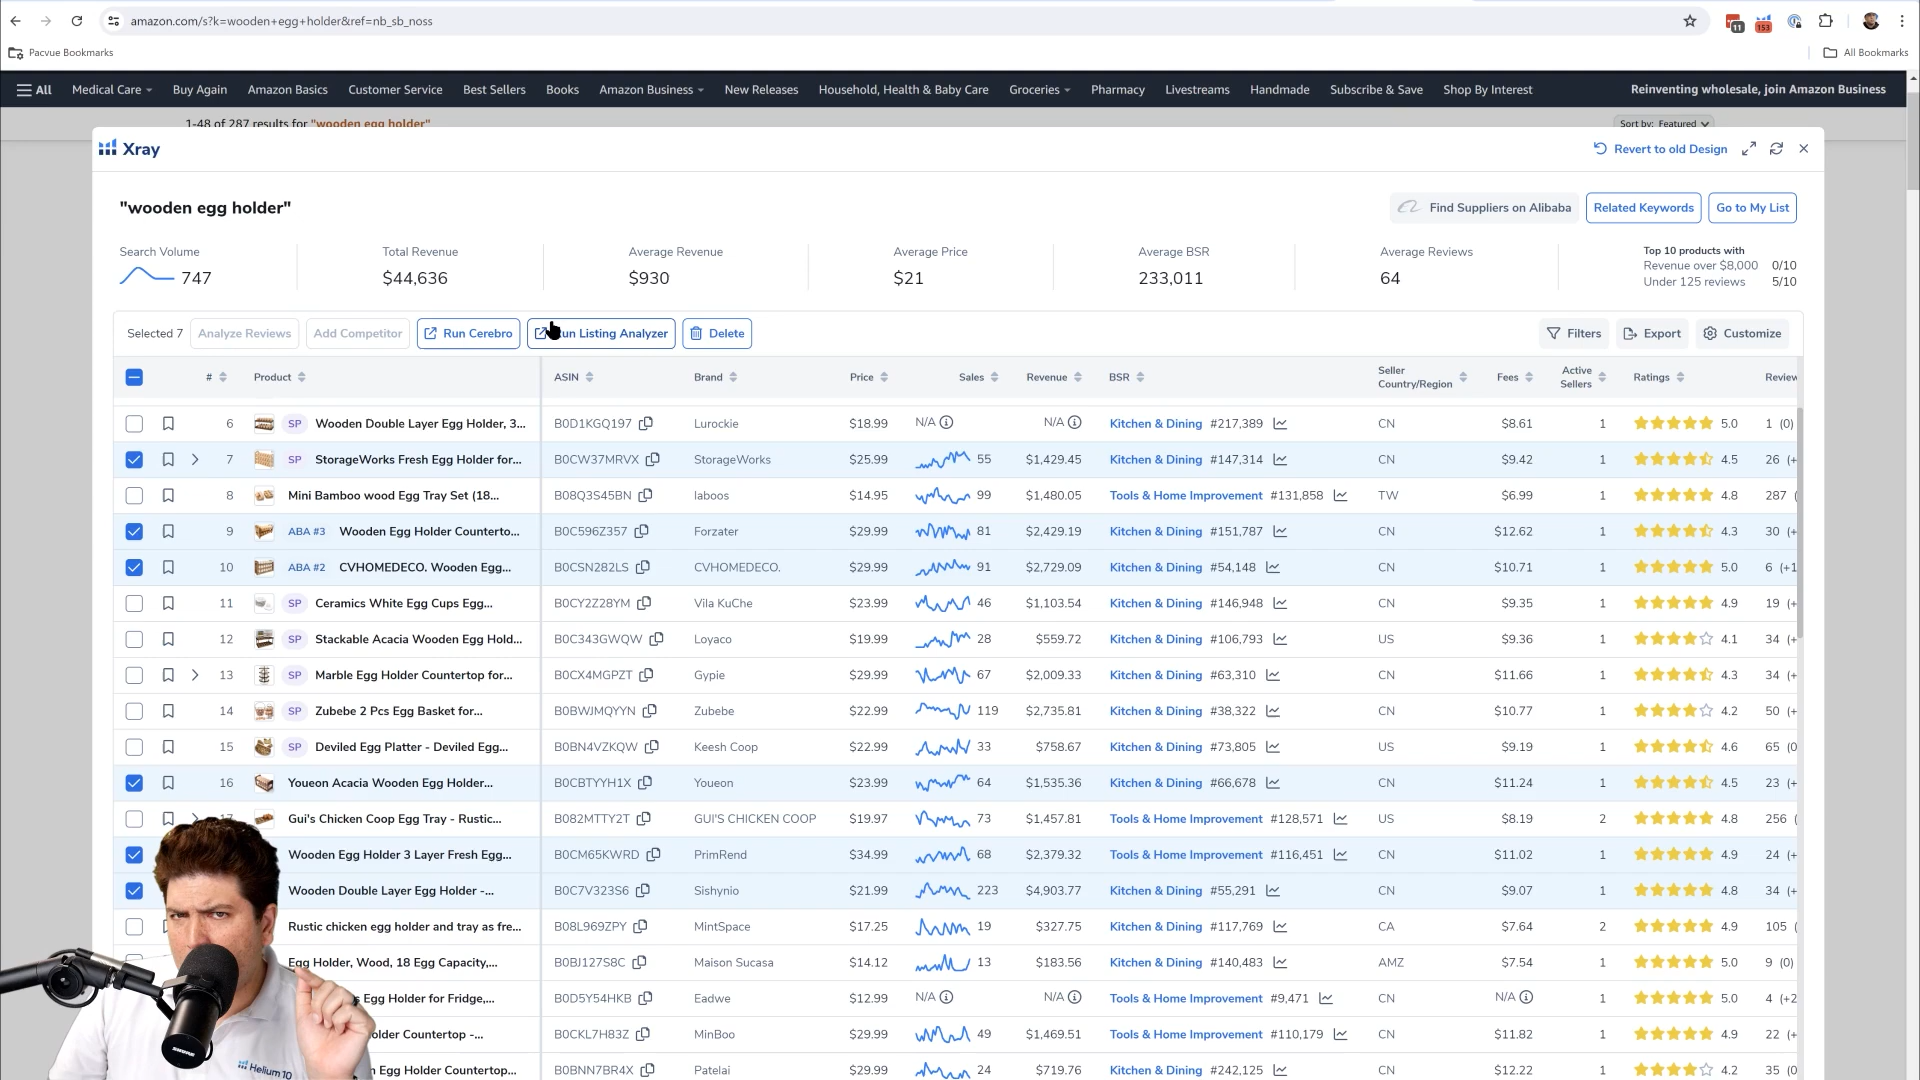 amazon.com/s?k=wooden+egg+holder&ref=nb_sb_noss
11
153
Pacvue Bookmarks
All Bookmarks
All Medical Care Buy Again Amazon Basics Customer Service Best Sellers Books Amazon Business New Releases Household, Health & Baby Care Groceries Pharmacy Livestreams Handmade Subscribe & Save Shop By Interest Reinventing wholesale, join Amazon Business
1-48 of 287 results for "wooden egg holder" Sort by: Featured
Xray Revert to old Design
"wooden egg holder" Find Suppliers on Alibaba Related Keywords Go to My List
Search Volume Total Revenue Average Revenue Average Price Average BSR Average Reviews Top 10 products with
747 $44,636 $930 $21 233,011 64 Revenue over $8,000 0/10
Under 125 reviews 5/10
Selected 7 Analyze Reviews Add Competitor Run Cerebro Listing Analyzer Delete Filters Export Customize
# Product ASIN Brand Price Sales Revenue BSR Seller Country/Region Fees Active Sellers Ratings Review
6 SP Wooden Double Layer Egg Holder, 3... B0D1KGQ197 Lurockie $18.99 N/A N/A Kitchen & Dining #217,389 CN $8.61 1 5.0 1 (0)
7 SP StorageWorks Fresh Egg Holder for... B0CW37MRVX StorageWorks $25.99 55 $1,429.45 Kitchen & Dining #147,314 CN $9.42 1 4.5 26 (+
8 Mini Bamboo wood Egg Tray Set (18... B08Q3S45BN laboos $14.95 99 $1,480.05 Tools & Home Improvement #131,858 TW $6.99 1 4.8 287 (
9 ABA #3 Wooden Egg Holder Counterto... B0C596Z357 Forzater $29.99 81 $2,429.19 Kitchen & Dining #151,787 CN $12.62 1 4.3 30 (+
10 ABA #2 CVHOMEDECO. Wooden Egg... B0CSN282LS CVHOMEDECO. $29.99 91 $2,729.09 Kitchen & Dining #54,148 CN $10.71 1 5.0 6 (+1
11 SP Ceramics White Egg Cups Egg... B0CY2Z28YM Vila KuChe $23.99 46 $1,103.54 Kitchen & Dining #146,948 CN $9.35 1 4.9 19 (+
12 SP Stackable Acacia Wooden Egg Hold... B0C343GWQW Loyaco $19.99 28 $559.72 Kitchen & Dining #106,793 US $9.36 1 4.1 34 (+
13 SP Marble Egg Holder Countertop for... B0CX4MGPZT Gypie $29.99 67 $2,009.33 Kitchen & Dining #63,310 CN $11.66 1 4.3 34 (+
14 SP Zubebe 2 Pcs Egg Basket for... B0BWJMQYYN Zubebe $22.99 119 $2,735.81 Kitchen & Dining #38,322 CN $10.77 1 4.2 50 (+
15 SP Deviled Egg Platter - Deviled Egg... B0BN4VZKQW Keesh Coop $22.99 33 $758.67 Kitchen & Dining #73,805 US $9.19 1 4.6 65 (0
16 Youeon Acacia Wooden Egg Holder... B0CBTYYH1X Youeon $23.99 64 $1,535.36 Kitchen & Dining #66,678 CN $11.24 1 4.5 23 (+
Gui's Chicken Coop Egg Tray - Rustic... B082MTTY2T GUI'S CHICKEN COOP $19.97 73 $1,457.81 Tools & Home Improvement #128,571 US $8.19 2 4.8 256 (
Wooden Egg Holder 3 Layer Fresh Egg... B0CM65KWRD PrimRend $34.99 68 $2,379.32 Tools & Home Improvement #116,451 CN $11.02 1 4.9 24 (+
Wooden Double Layer Egg Holder -... B0C7V323S6 Sishynio $21.99 223 $4,903.77 Kitchen & Dining #55,291 CN $9.07 1 4.8 34 (+
Rustic chicken egg holder and tray as fre... B08L969ZPY MintSpace $17.25 19 $327.75 Kitchen & Dining #117,769 CA $7.64 2 4.9 105 (
Egg Holder, Wood, 18 Egg Capacity,... B0BJ127S8C Maison Sucasa $14.12 13 $183.56 Kitchen & Dining #140,483 AMZ $7.54 1 5.0 9 (0)
s Egg Holder for Fridge,... B0D5Y54HKB Eadwe $12.99 N/A N/A Tools & Home Improvement #9,471 CN N/A 1 5.0 4 (+2
older Countertop -... B0CKL7H83Z MinBoo $29.99 49 $1,469.51 Tools & Home Improvement #110,179 CN $11.82 1 4.9 22 (+
n Egg Holder Countertop... B0BNN7BR4X Patelai $29.99 24 $719.76 Kitchen & Dining #242,125 CN $12.22 1 4.2 35 (0
SHURE
Helium 10